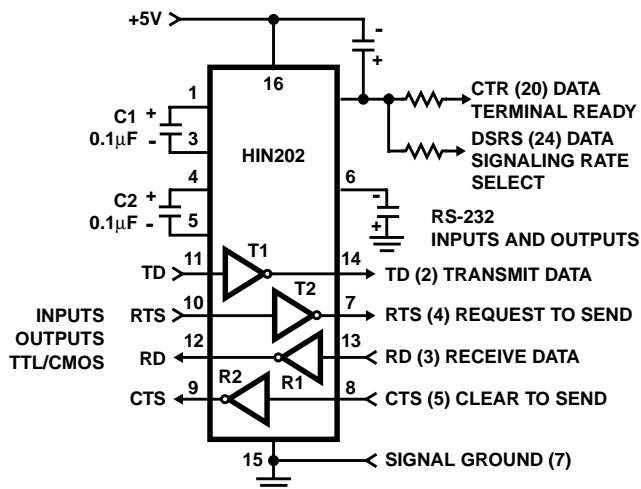 +5V
-
+
16
1
CTR (20) DATA
TERMINAL READY
C1
+
0.1μF
-
3
HIN202
DSRS (24) DATA
SIGNALING RATE
SELECT
4
6
C2
+
0.1μF
-
5
-
+
RS-232
INPUTS AND OUTPUTS
11
T1
14
TD
TD (2) TRANSMIT DATA
10
T2
7
INPUTS
OUTPUTS
TTL/CMOS
RTS
RTS (4) REQUEST TO SEND
12
13
RD
R1
RD (3) RECEIVE DATA
9
R2
8
CTS
CTS (5) CLEAR TO SEND
15
SIGNAL GROUND (7)